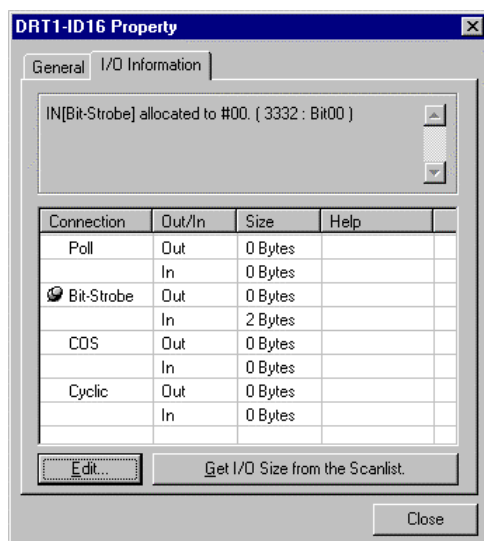 DRT1-ID16 Property
General I/O Information
IN[Bit-Strobe] allocated to #00. ( 3332 : Bit00 )
Connection Out/In Size Help
Poll Out 0 Bytes
In 0 Bytes
Bit-Strobe Out 0 Bytes
In 2 Bytes
COS Out 0 Bytes
In 0 Bytes
Cyclic Out 0 Bytes
In 0 Bytes
Edit... Get I/O Size from the Scanlist.
Close